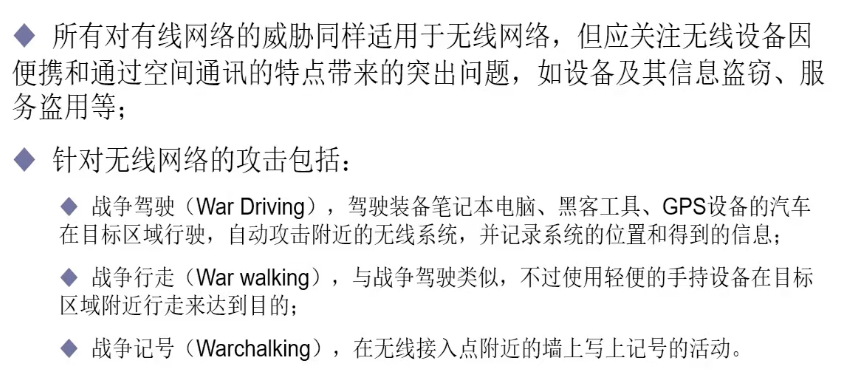 ◆ 所有对有线网络的威胁同样适用于无线网络，但应关注无线设备因
便携和通过空间通讯的特点带来的突出问题，如设备及其信息盗窃、服
务盗用等；
◆ 针对无线网络的攻击包括：
◆ 战争驾驶（War Driving），驾驶装备笔记本电脑、黑客工具、GPS设备的汽车
在目标区域行驶，自动攻击附近的无线系统，并记录系统的位置和得到的信息；
◆ 战争行走（War walking），与战争驾驶类似，不过使用轻便的手持设备在目标
区域附近行走来达到目的；
◆ 战争记号（Warchalking），在无线接入点附近的墙上写上记号的活动。